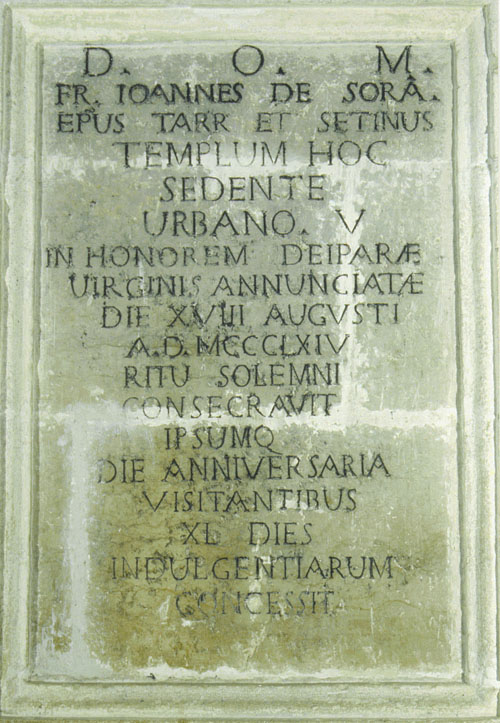 D. O. M.
FR. IOANNES DE SORÂ.
EPUS TARR ET SETINUS
TEMPLUM HOC
SEDENTE
URBANO. V
IN HONOREM DEIPARÆ
UIRGINIS ANNUNCIATÆ
DIE XVIII AUGUSTI
A.D. MCCCLXIV
RITU SOLEMNI
CONSECRAVIT
IPSUMQ
DIE ANNIVERSARIA
VISITANTIBUS
XL DIES
INDULGENTIARUM
CONCESSIT